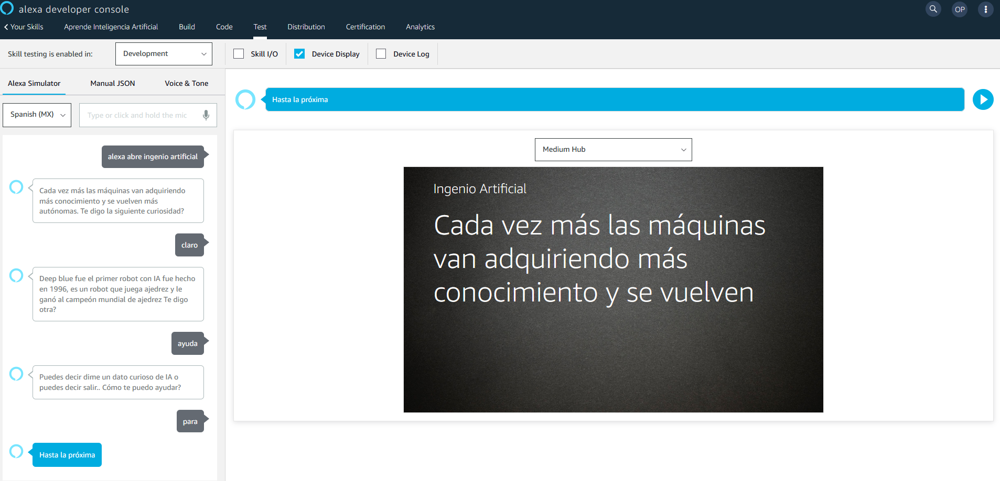 alexa developer console
OP
Your Skills
Aprende Inteligencia Artificial
Build
Code
Test
Distribution
Certification
Analytics
Skill testing is enabled in:
Development
Skill I/O
Device Display
Device Log
Alexa Simulator
Manual JSON
Voice & Tone
Spanish (MX)
Type or click and hold the mic
alexa abre ingenio artificial
Cada vez más las máquinas van adquiriendo
más conocimiento y se vuelven más
autónomas. Te digo la siguiente curiosidad?
claro
Deep blue fue el primer robot con IA fue hecho
en 1996, es un robot que juega ajedrez y le
ganó al campeón mundial de ajedrez Te digo
otra?
ayuda
Puedes decir dime un dato curioso de IA o
puedes decir salir.. Cómo te puedo ayudar?
para
Hasta la próxima
Hasta la próxima
Medium Hub
Ingenio Artificial
Cada vez más las máquinas
van adquiriendo más
conocimiento y se vuelven